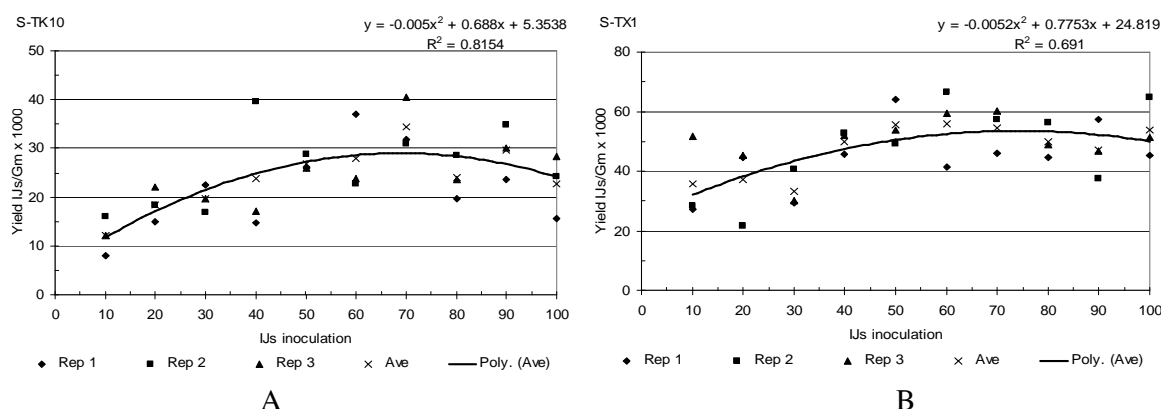 S-TK10
y = -0.005x² + 0.688x + 5.3538
R² = 0.8154
50
40
30
20
10
0
Yield IJs/Gm x 1000
0 10 20 30 40 50 60 70 80 90 100
IJs inoculation
Rep 1 Rep 2 Rep 3 Ave Poly. (Ave)
A
S-TX1
y = -0.0052x² + 0.7753x + 24.819
R² = 0.691
80
60
40
20
0
Yield IJs/Gm x 1000
0 10 20 30 40 50 60 70 80 90 100
IJs inoculation
Rep 1 Rep 2 Rep 3 Ave Poly. (Ave)
B